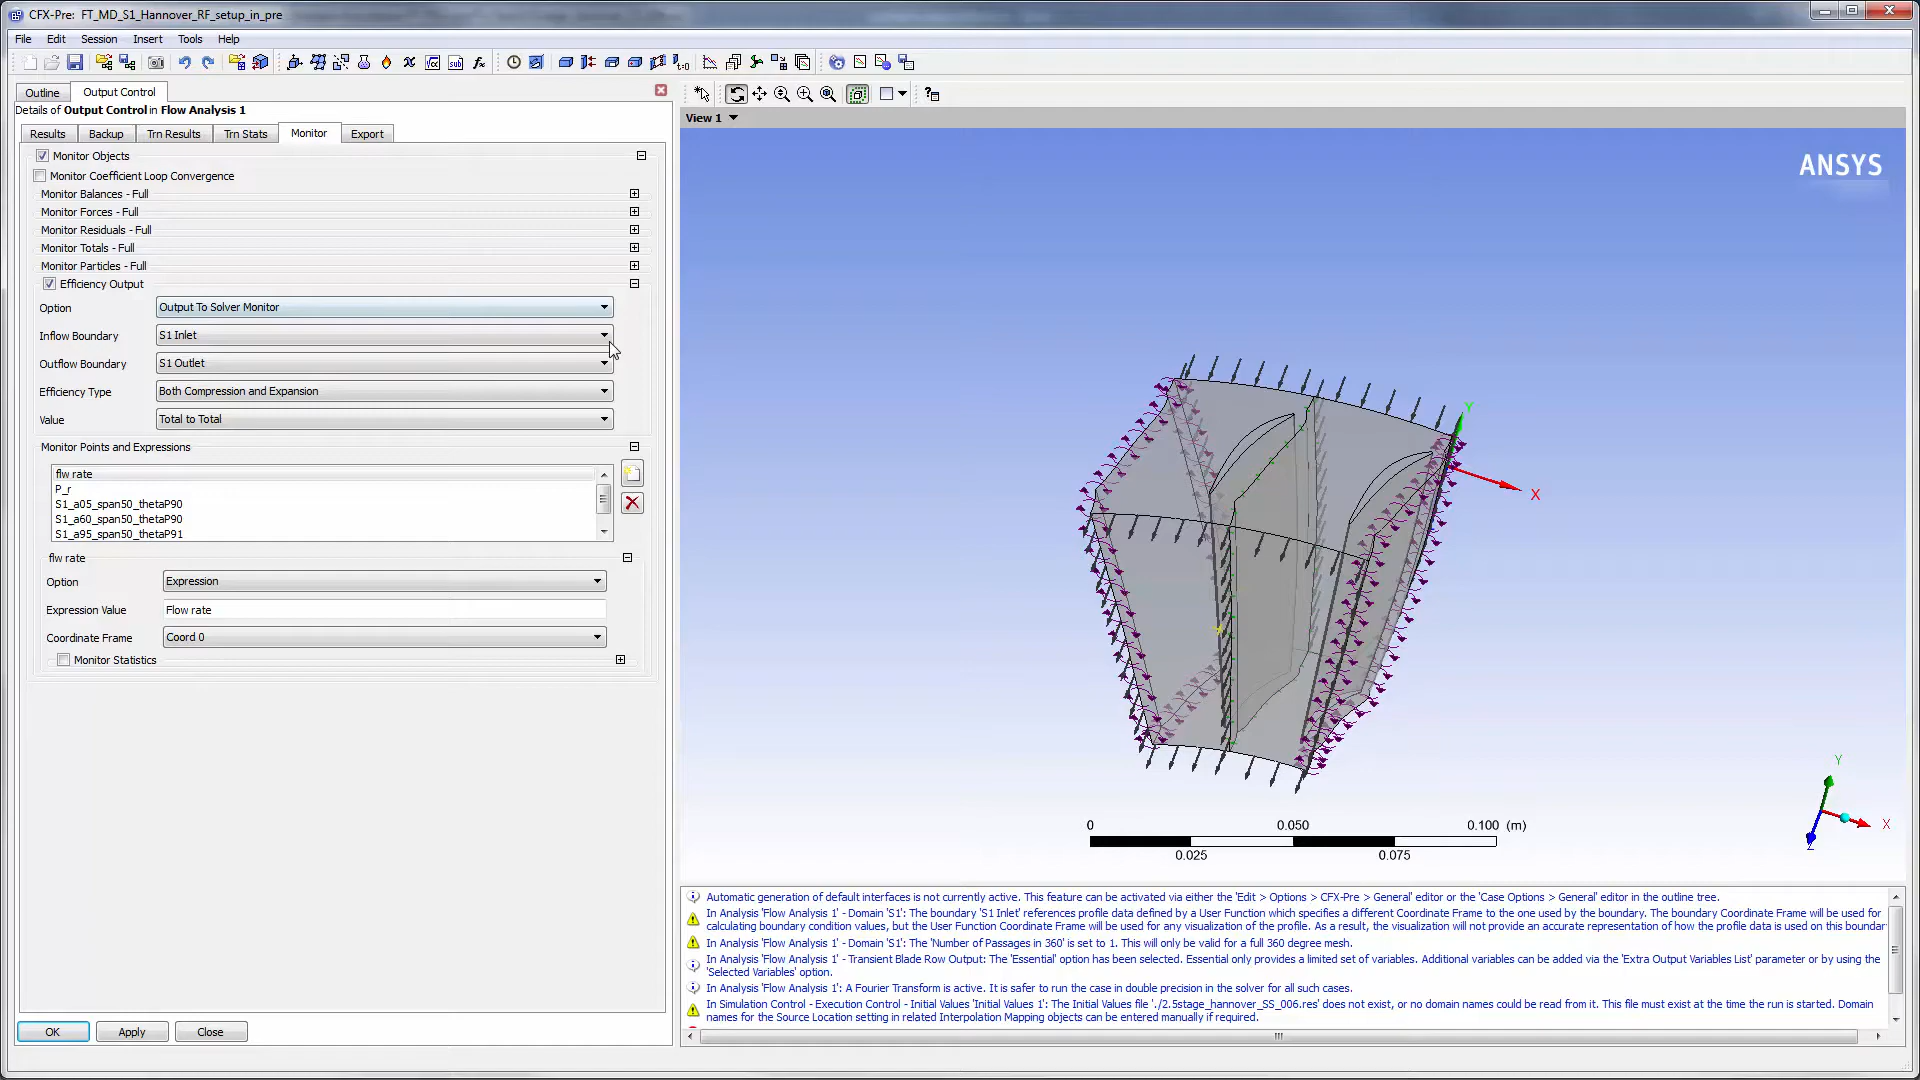 CFX-Pre: FT_MD_S1_Hannover_RF_setup_in_pre
File Edit Session Insert Tools Help
Outline Output Control
Details of Output Control in Flow Analysis 1
Results Backup Trn Results Trn Stats Monitor Export
Monitor Objects
Monitor Coefficient Loop Convergence
Monitor Balances - Full
Monitor Forces - Full
Monitor Residuals - Full
Monitor Totals - Full
Monitor Particles - Full
Efficiency Output
Option Output To Solver Monitor
Inflow Boundary S1 Inlet
Outflow Boundary S1 Outlet
Efficiency Type Both Compression and Expansion
Value Total to Total
Monitor Points and Expressions
flw rate
P_r
S1_a05_span50_thetaP90
S1_a60_span50_thetaP90
S1_a95_span50_thetaP91
flw rate
Option Expression
Expression Value Flow rate
Coordinate Frame Coord 0
Monitor Statistics
OK Apply Close
View 1
ANSYS
Y
X
Y
X
Z
0 0.050 0.100 (m)
0.025 0.075
Automatic generation of default interfaces is not currently active. This feature can be activated via either the 'Edit > Options > CFX-Pre > General' editor or the 'Case Options > General' editor in the outline tree.
In Analysis 'Flow Analysis 1' - Domain 'S1': The boundary 'S1 Inlet' references profile data defined by a User Function which specifies a different Coordinate Frame to the one used by the boundary. The boundary Coordinate Frame will be used for
calculating boundary condition values, but the User Function Coordinate Frame will be used for any visualization of the profile. As a result, the visualization will not provide an accurate representation of how the profile data is used on this boundar
In Analysis 'Flow Analysis 1' - Domain 'S1': The 'Number of Passages in 360' is set to 1. This will only be valid for a full 360 degree mesh.
In Analysis 'Flow Analysis 1' - Transient Blade Row Output: The 'Essential' option has been selected. Essential only provides a limited set of variables. Additional variables can be added via the 'Extra Output Variables List' parameter or by using the
'Selected Variables' option.
In Analysis 'Flow Analysis 1': A Fourier Transform is active. It is safer to run the case in double precision in the solver for all such cases.
In Simulation Control - Execution Control - Initial Values 'Initial Values 1': The Initial Values file './2.5stage_hannover_SS_006.res' does not exist, or no domain names could be read from it. This file must exist at the time the run is started. Domain
names for the Source Location setting in related Interpolation Mapping objects can be entered manually if required.